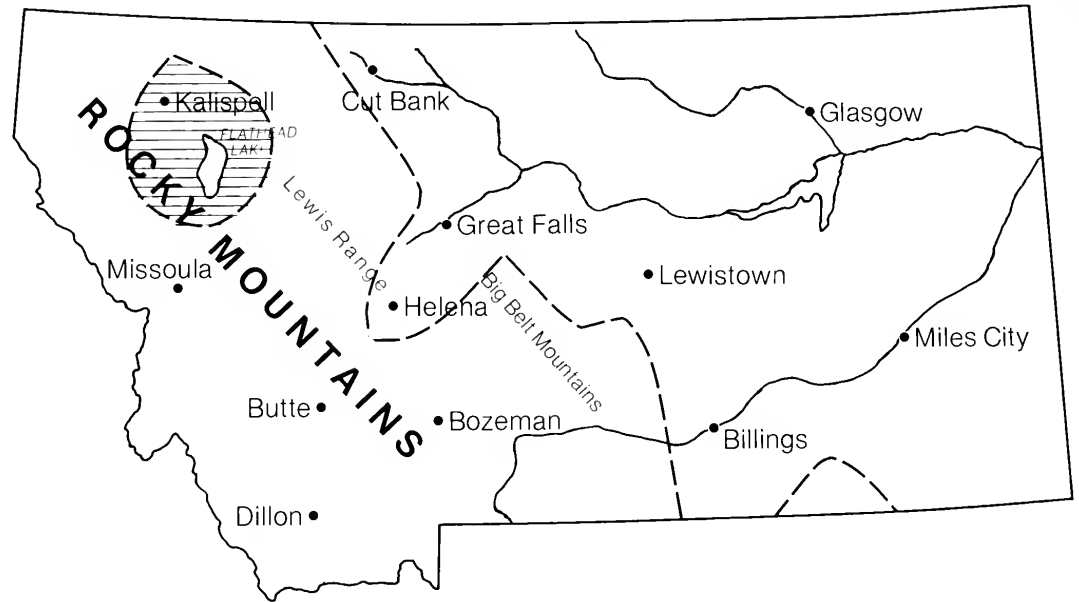 Cut Bank
Kalispell
Glasgow
FLATHEAD
ROCKY MOUNTAINS
Lewis Range
Great Falls
Missoula
Lewistown
Helena
Big Belt Mountains
Miles City
Butte
Bozeman
Billings
Dillon